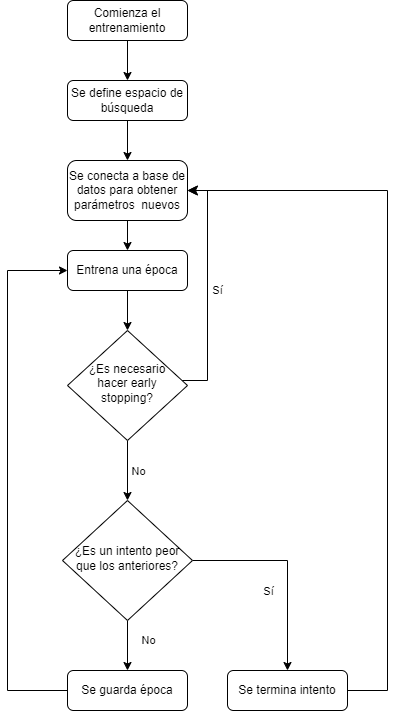 Comienza el
entrenamiento
Se define espacio de
búsqueda
Se conecta a base de
datos para obtener
parámetros nuevos
Entrena una época
Sí
¿Es necesario
hacer early
stopping?
No
¿Es un intento peor
que los anteriores?
Sí
No
Se guarda época
Se termina intento